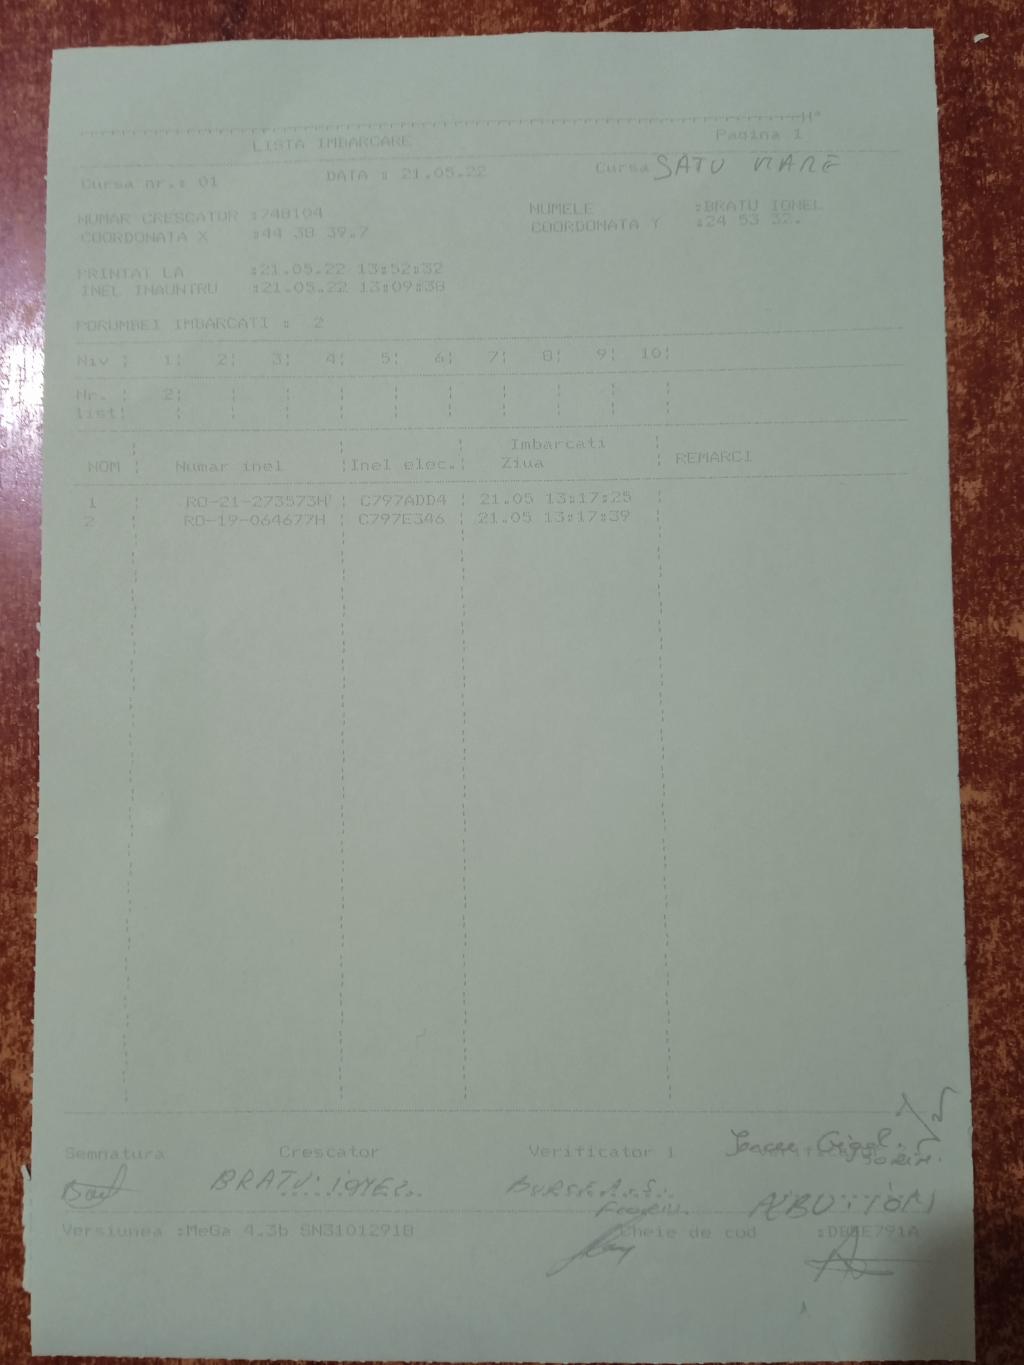 Pagina 1
LISTA IMBARCARE
Cursa nr.: 01 DATA : 21.05.22 Cursa SATU MARE
NUMAR CRESCATOR :748104 NUMELE :BRATU IONEL
COORDONATA X :44 38 39.7 COORDONATA Y :24 53 32.
PRINTAT LA :21.05.22 13:52:32
INEL INAUNTRU :21.05.22 13:09:38
PORUMBEI IMBARCATI : 2
Niv | 1| 2| 3| 4| 5| 6| 7| 8| 9| 10|
Nr. | 2|
list|
Imbarcati
NOM | Numar inel |Inel elec.| Ziua | REMARCI
1 RO-21-273573H | C797ADD4 | 21.05 13:17:25
2 RO-19-064677H | C797E346 | 21.05 13:17:39
Semnatura Crescator Verificator 1
BRATU IONEL ALBU ION
Versiunea :MeGa 4.3b SN31012918 Cheie de cod